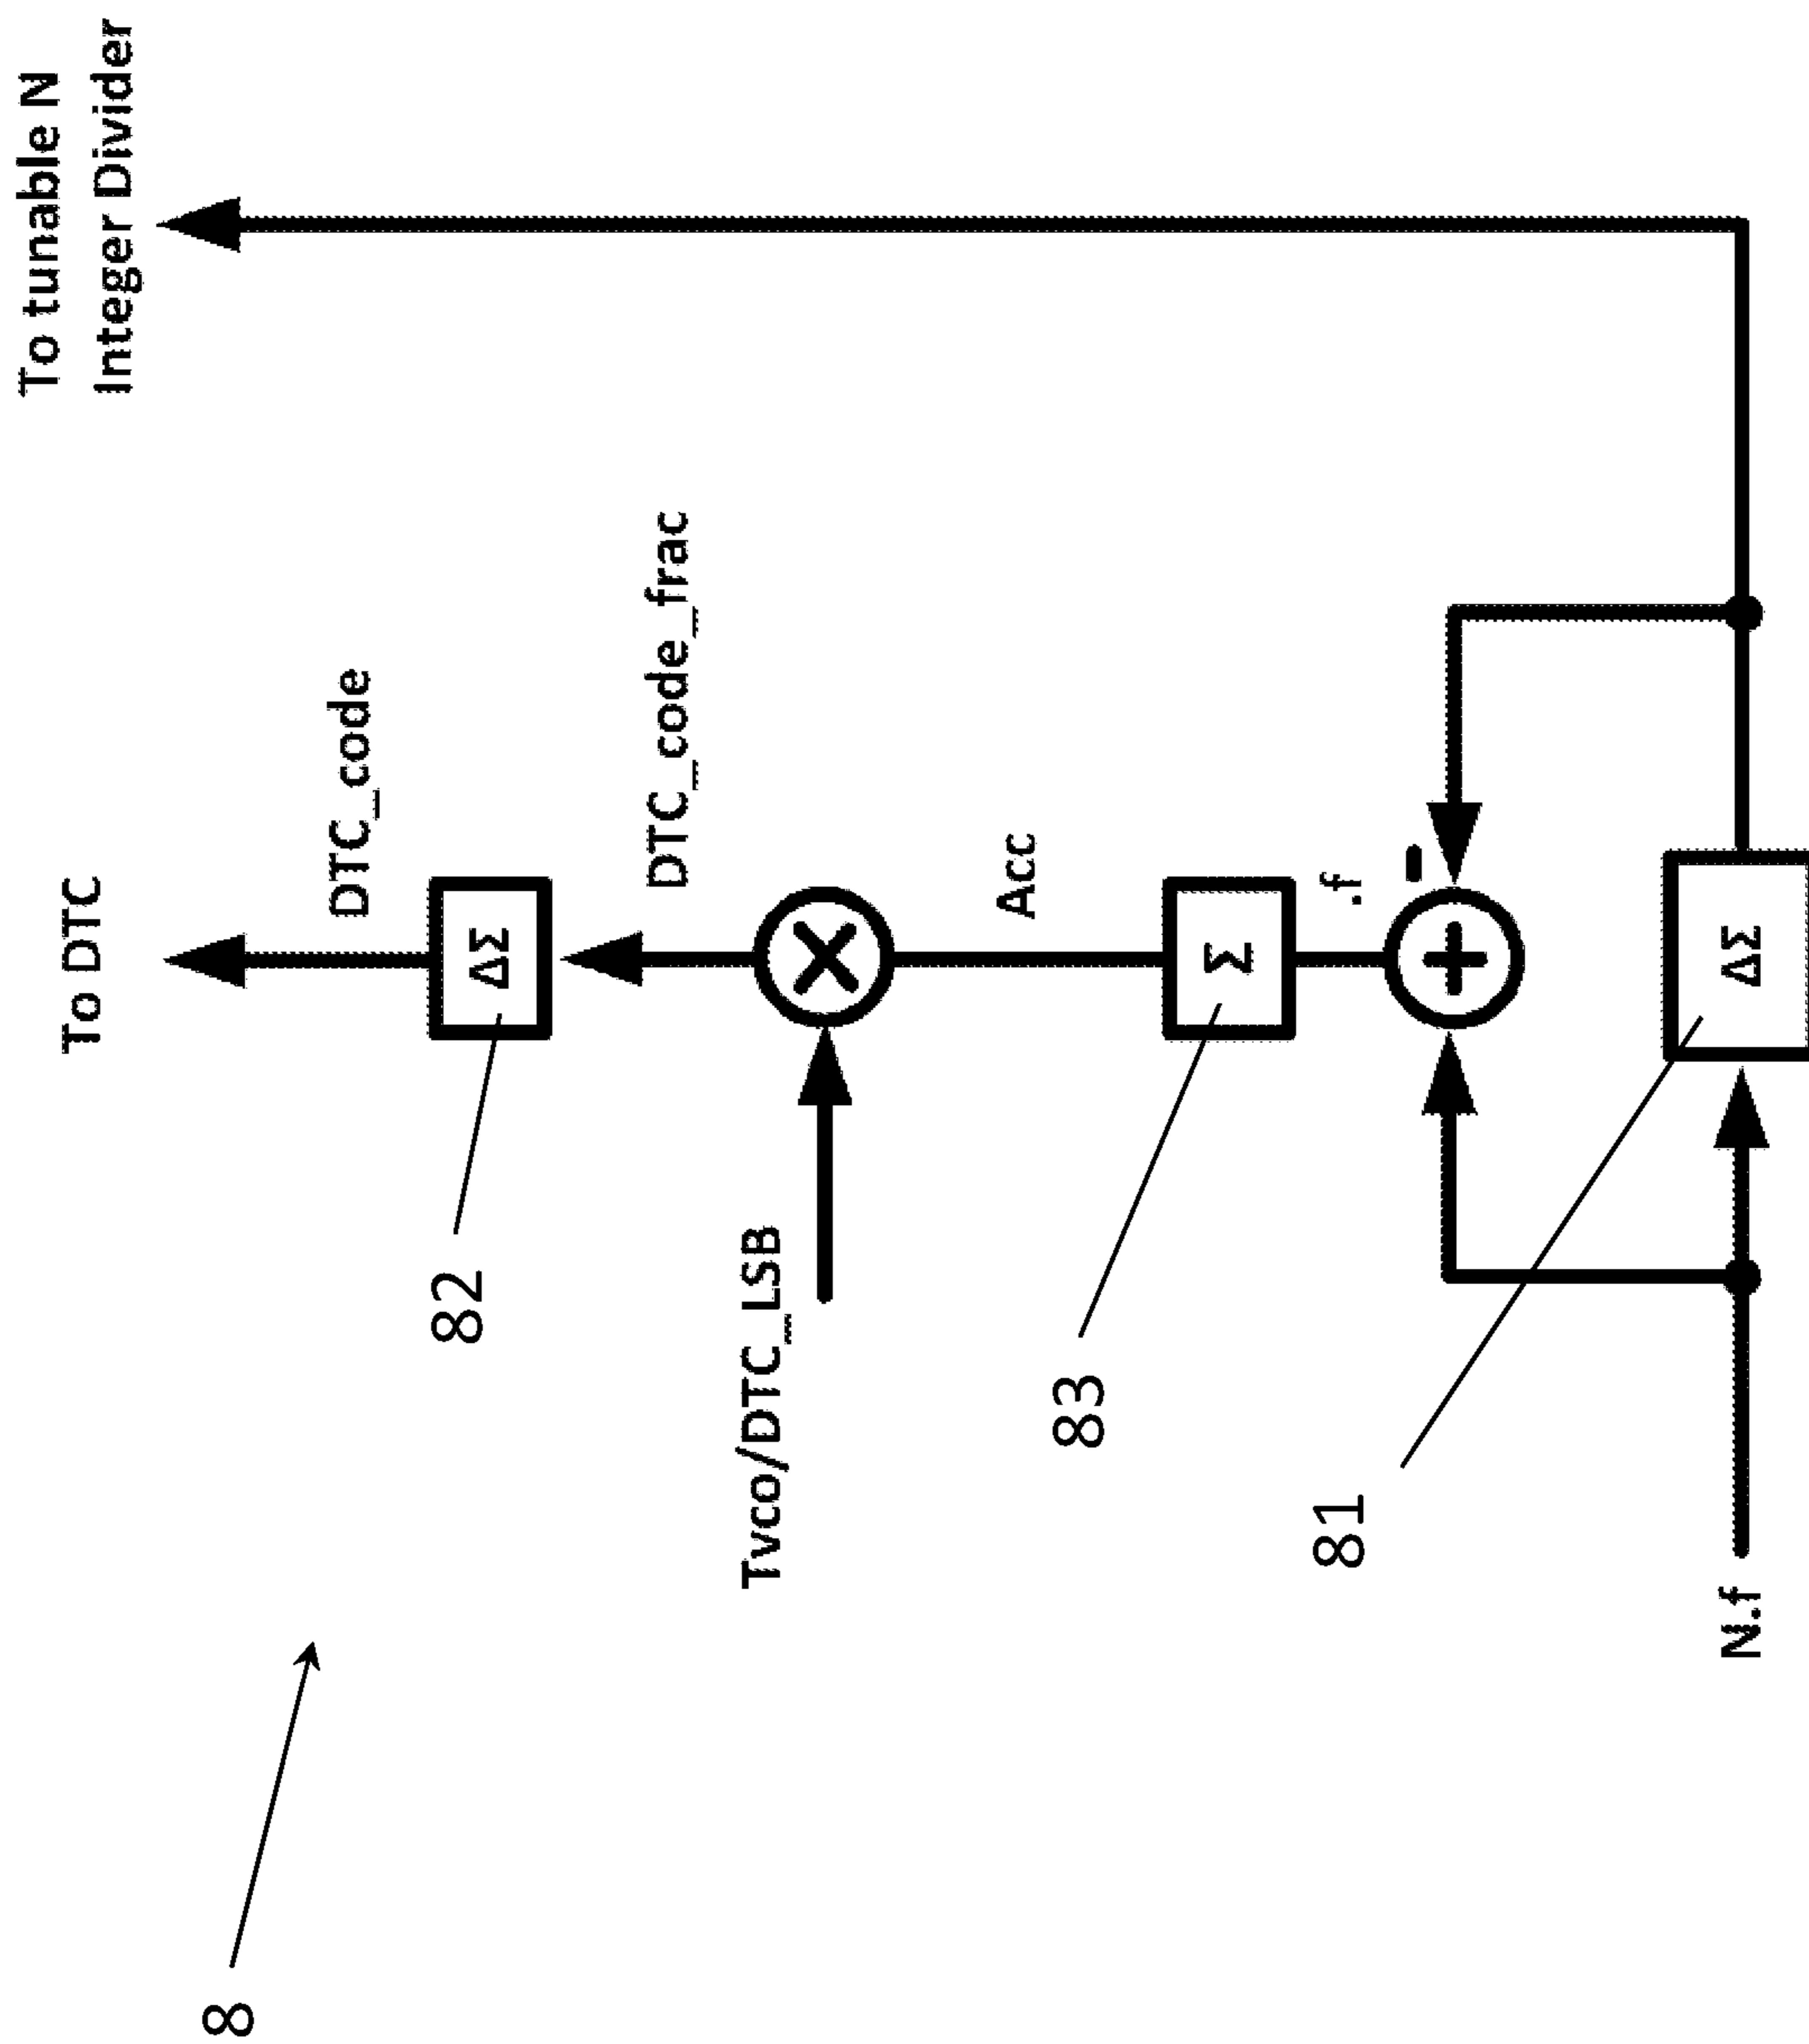 To tunable N
Integer Divider
To DTC
DTC_code
ΔΣ
82
DTC_code_frac
×
Tvco/DTC_LSB
Acc
Σ
83
.f
-
+
81
ΔΣ
N.f
8